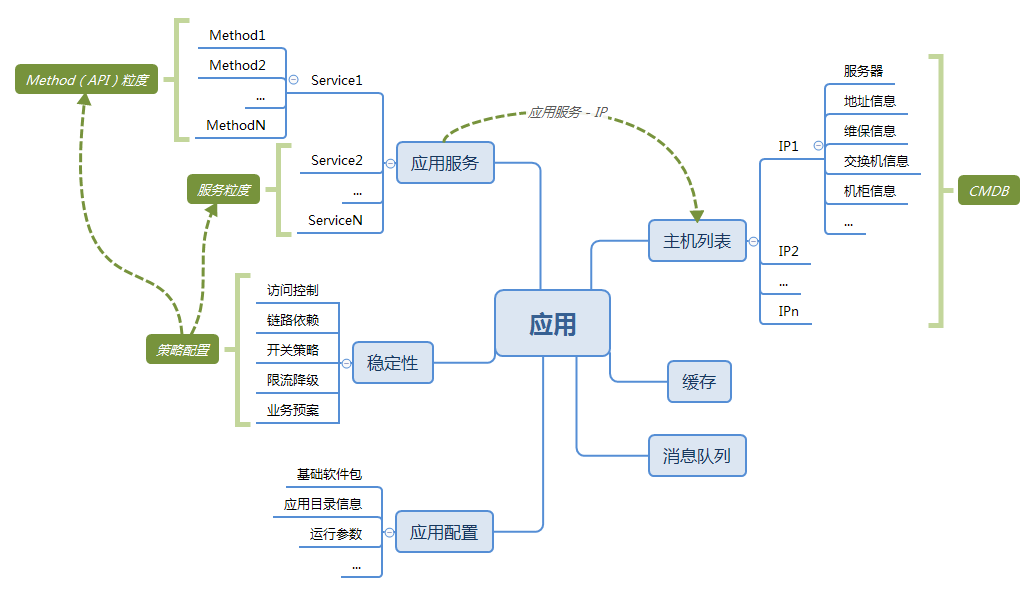 Method1
Method2
...
MethodN
Service1
Method（API）粒度
应用服务
Service2
...
ServiceN
服务粒度
应用服务 - IP
主机列表
IP1
服务器
地址信息
维保信息
交换机信息
机柜信息
...
IP2
...
IPn
CMDB
应用
访问控制
链路依赖
开关策略
限流降级
业务预案
稳定性
策略配置
缓存
消息队列
基础软件包
应用目录信息
运行参数
...
应用配置